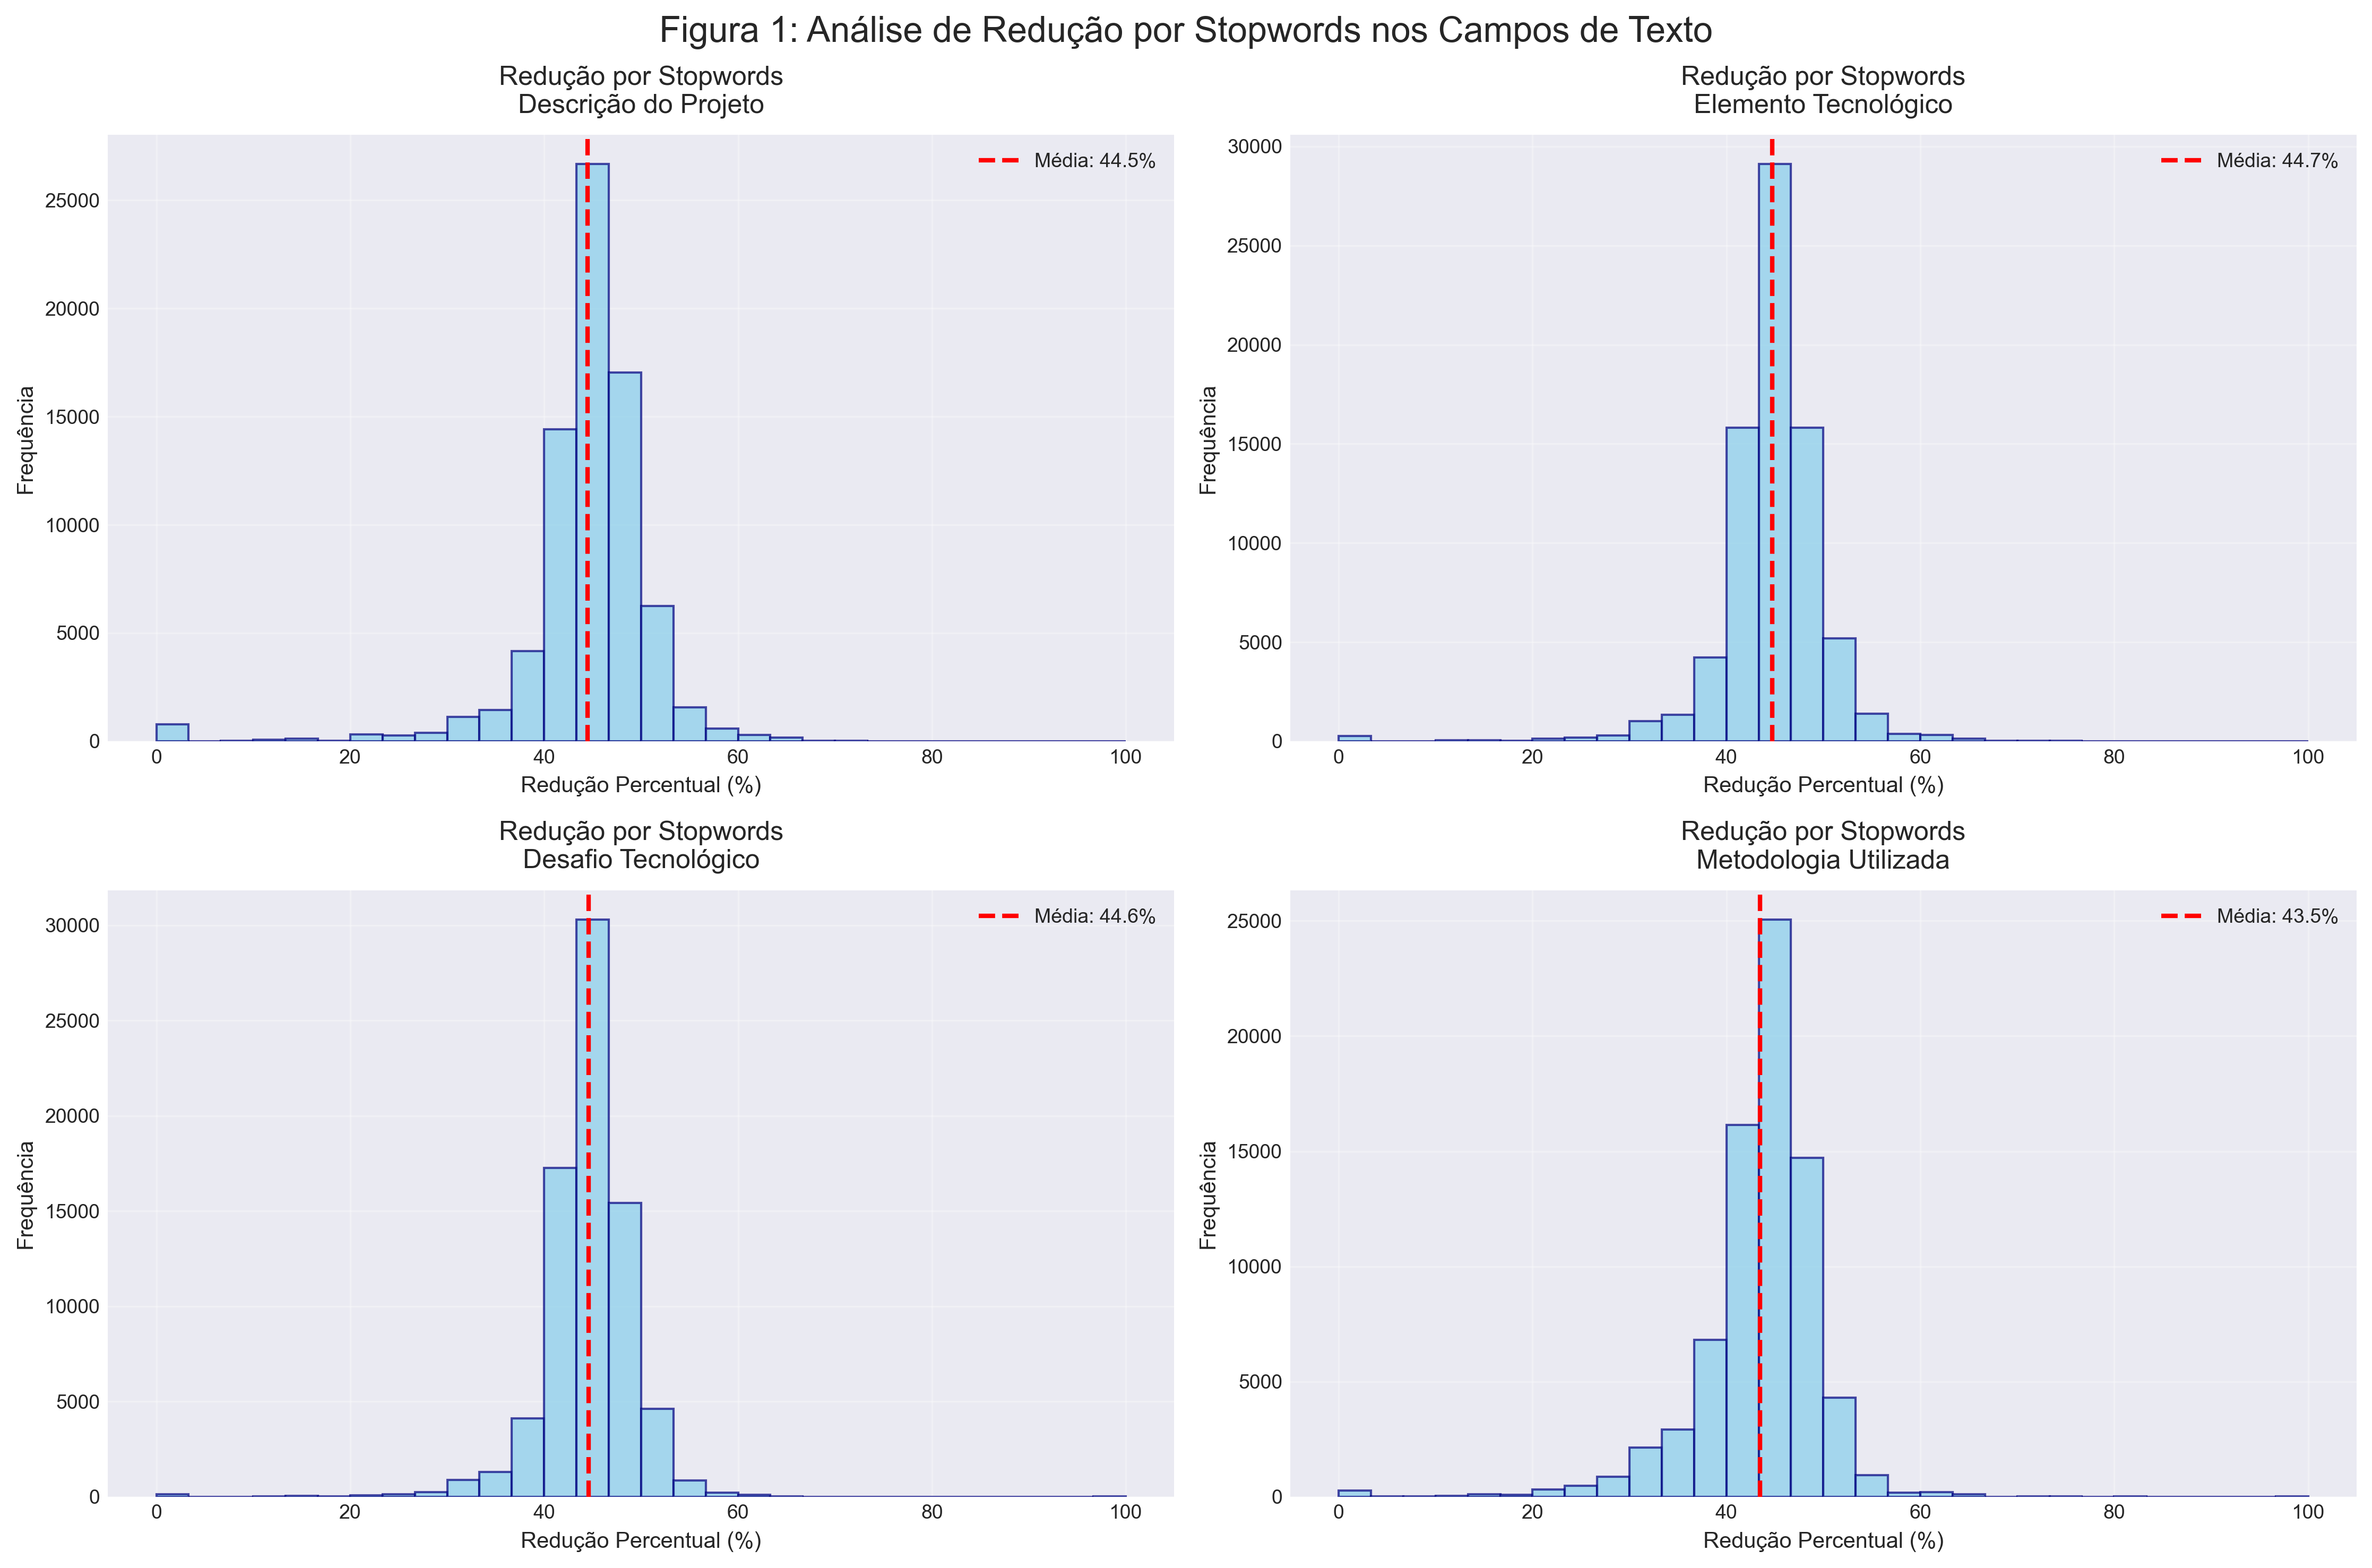 Figura 1: Análise de Redução por Stopwords nos Campos de Texto
Redução por Stopwords
Descrição do Projeto
Média: 44.5%
Frequência
25000
20000
15000
10000
5000
0
0 20 40 60 80 100
Redução Percentual (%)
Redução por Stopwords
Elemento Tecnológico
Média: 44.7%
Frequência
30000
25000
20000
15000
10000
5000
0
0 20 40 60 80 100
Redução Percentual (%)
Redução por Stopwords
Desafio Tecnológico
Média: 44.6%
Frequência
30000
25000
20000
15000
10000
5000
0
0 20 40 60 80 100
Redução Percentual (%)
Redução por Stopwords
Metodologia Utilizada
Média: 43.5%
Frequência
25000
20000
15000
10000
5000
0
0 20 40 60 80 100
Redução Percentual (%)